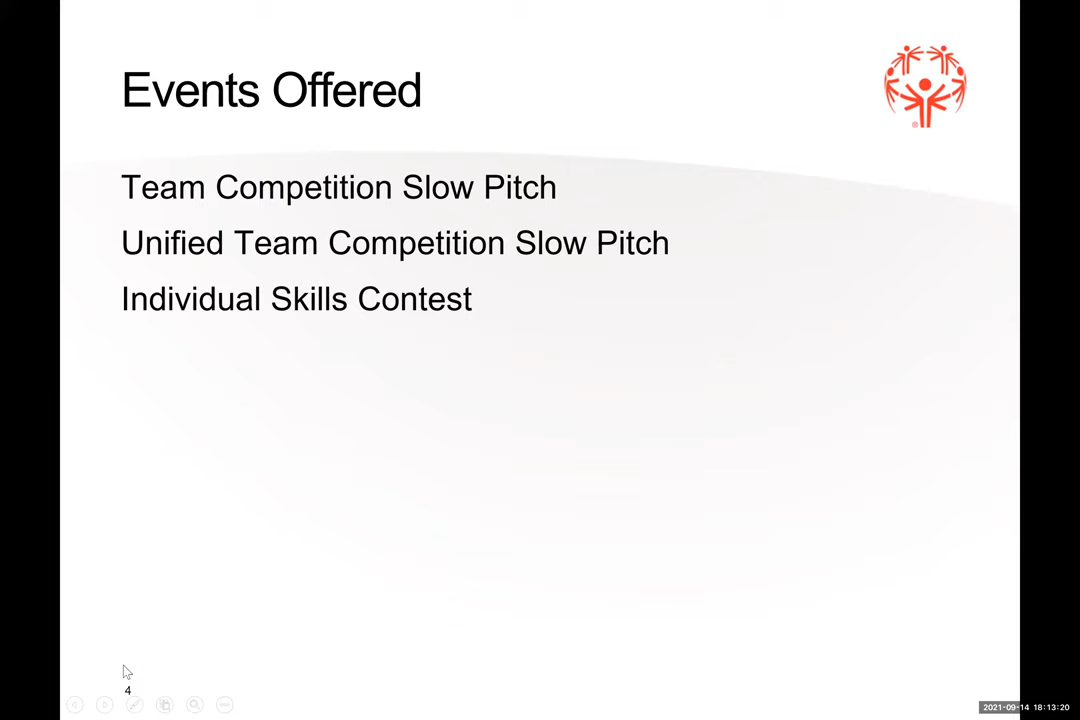 Events Offered
Team Competition Slow Pitch
Unified Team Competition Slow Pitch
Individual Skills Contest
4
2021-09-14 18:13:20